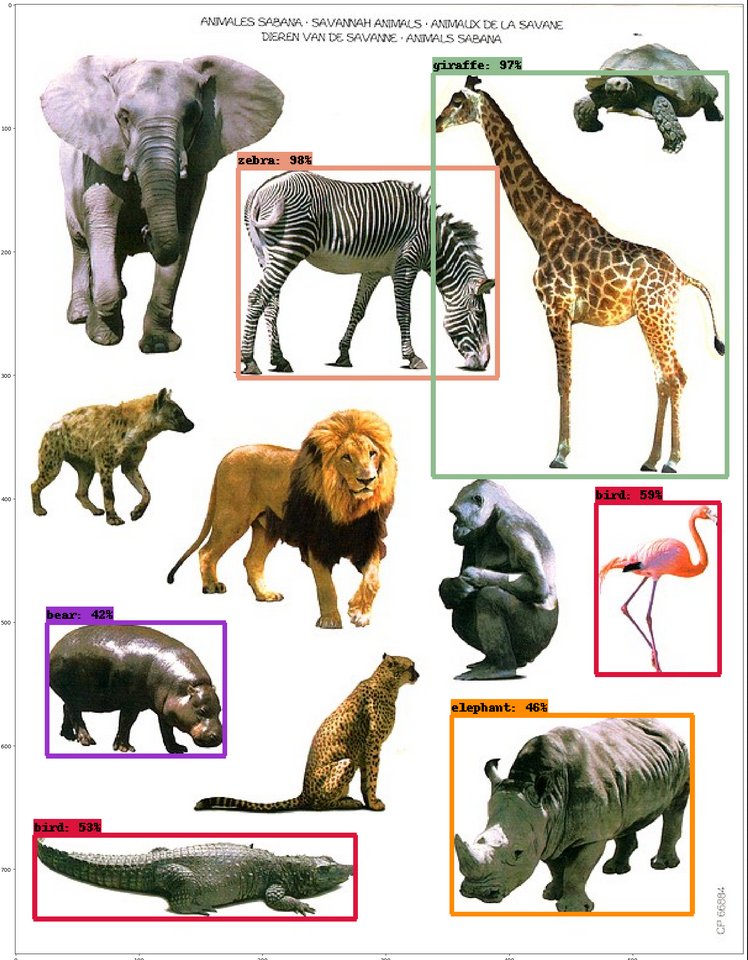 ANIMALES SABANA · SAVANNAH ANIMALS · ANIMAUX DE LA SAVANE
DIEREN VAN DE SAVANNE · ANIMALS SABANA
giraffe: 97%
zebra: 98%
bird: 59%
bear: 42%
elephant: 46%
bird: 53%
CP 66884
0
100
200
300
400
500
600
700
0
100
200
300
400
500